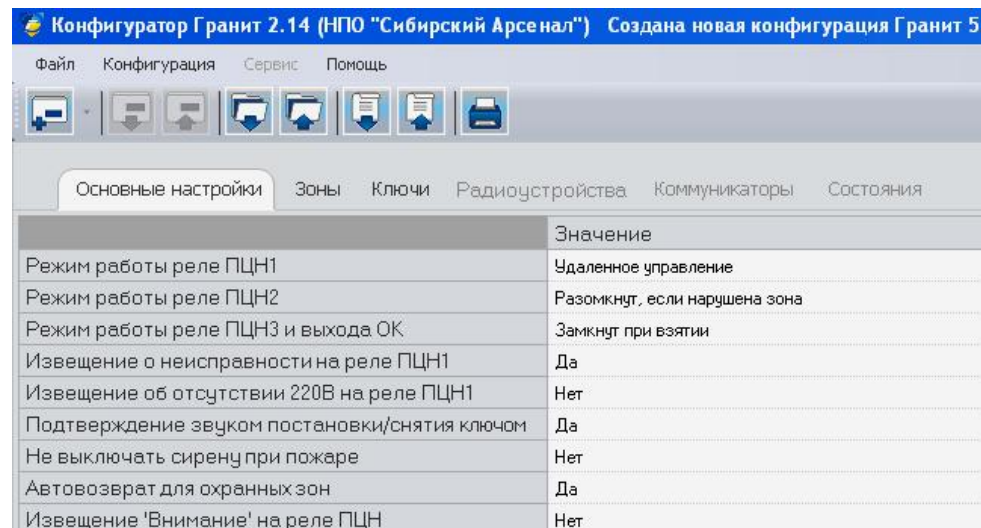 Конфигуратор Гранит 2.14 (НПО "Сибирский Арсенал") Создана новая конфигурация Гранит 5
Файл Конфигурация Сервис Помощь
Основные настройки Зоны Ключи Радиоустройства Коммуникаторы Состояния
Значение
Режим работы реле ПЦН1 Удаленное управление
Режим работы реле ПЦН2 Разомкнут, если нарушена зона
Режим работы реле ПЦН3 и выхода ОК Замкнут при взятии
Извещение о неисправности на реле ПЦН1 Да
Извещение об отсутствии 220В на реле ПЦН1 Нет
Подтверждение звуком постановки/снятия ключом Да
Не выключать сирену при пожаре Нет
Автовозврат для охранных зон Да
Извещение 'Внимание' на реле ПЦН Нет